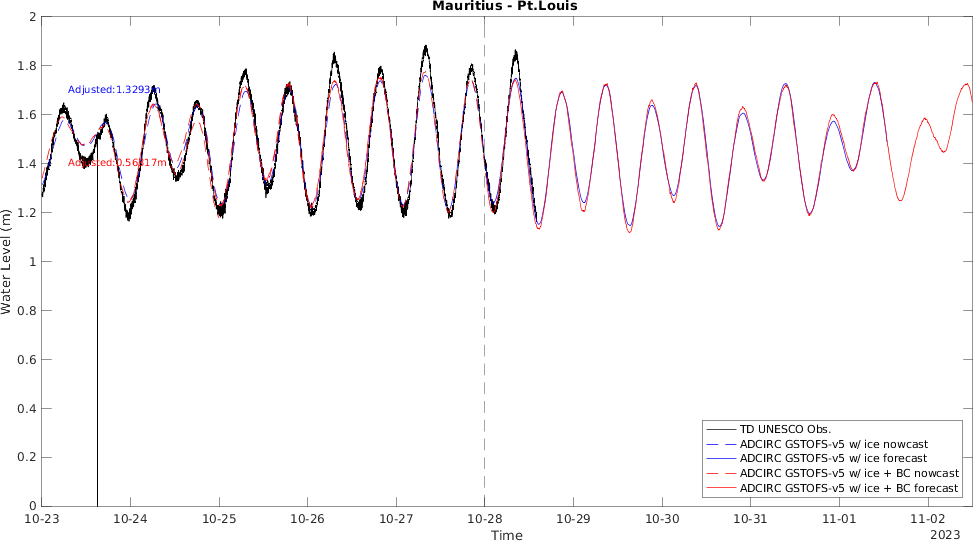 Mauritius - Pt.Louis
2
1.8
1.6
1.4
1.2
1
0.8
0.6
0.4
0.2
0
Water Level (m)
Adjusted:1.3293
Adjusted:0.56
TD UNESCO Obs.
ADCIRC GSTOFS-v5 w/ ice nowcast
ADCIRC GSTOFS-v5 w/ ice forecast
ADCIRC GSTOFS-v5 w/ ice + BC nowcast
ADCIRC GSTOFS-v5 w/ ice + BC forecast
10-23 10-24 10-25 10-26 10-27 10-28 10-29 10-30 10-31 11-01 11-02
2023
Time